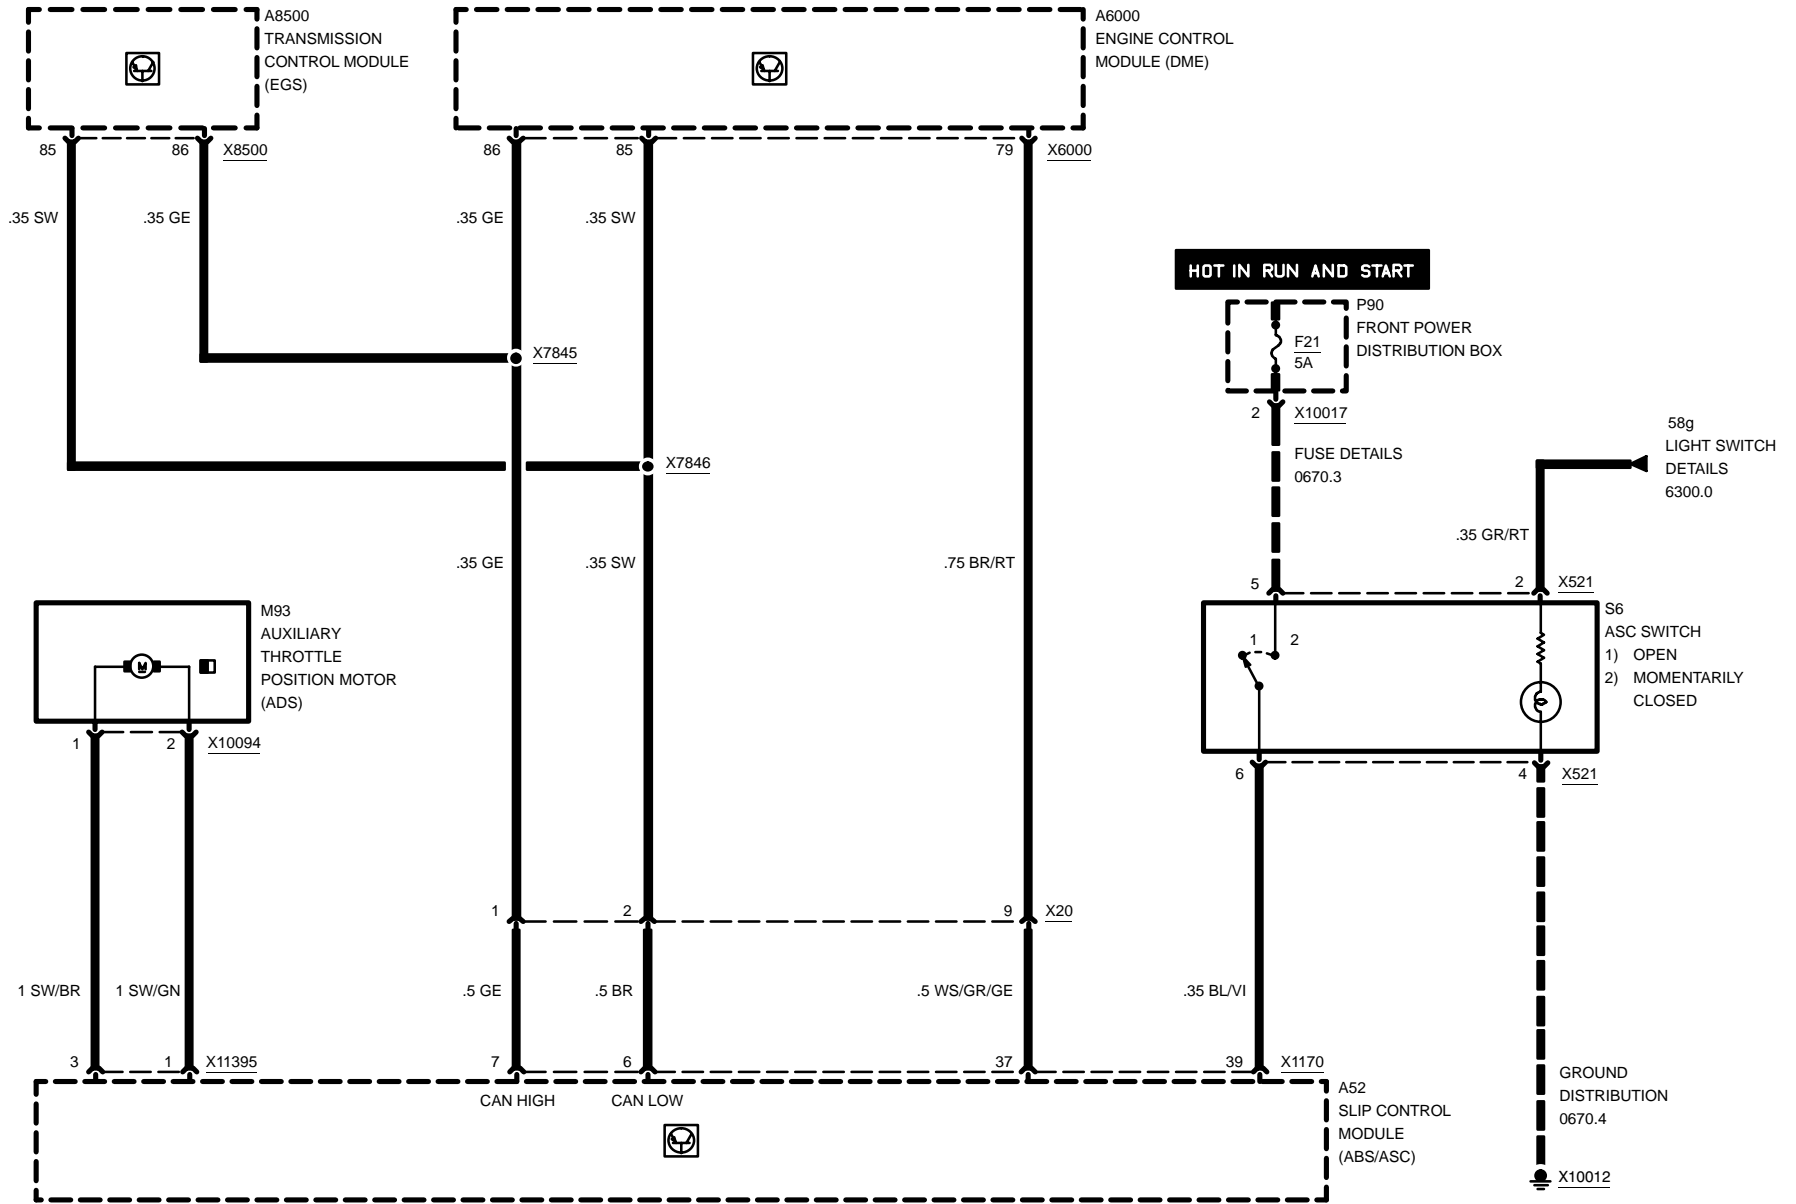 A8500
TRANSMISSION
CONTROL MODULE
(EGS)
A6000
ENGINE CONTROL
MODULE (DME)
85
86
X8500
86
85
79
X6000
.35 SW
.35 GE
.35 GE
.35 SW
HOT IN RUN AND START
P90
FRONT POWER
DISTRIBUTION BOX
F21
5A
X7845
2
X10017
FUSE DETAILS
0670.3
58g
LIGHT SWITCH
DETAILS
6300.0
X7846
.35 GR/RT
.35 GE
.35 SW
.75 BR/RT
5
2
X521
M93
AUXILIARY
THROTTLE
POSITION MOTOR
(ADS)
M
S6
ASC SWITCH
1) OPEN
2) MOMENTARILY
CLOSED
1
2
1
2
X10094
6
4
X521
1
2
9
X20
1 SW/BR
1 SW/GN
.5 GE
.5 BR
.5 WS/GR/GE
.35 BL/VI
3
1
X11395
7
6
37
39
X1170
GROUND
DISTRIBUTION
0670.4
CAN HIGH
CAN LOW
A52
SLIP CONTROL
MODULE
(ABS/ASC)
X10012